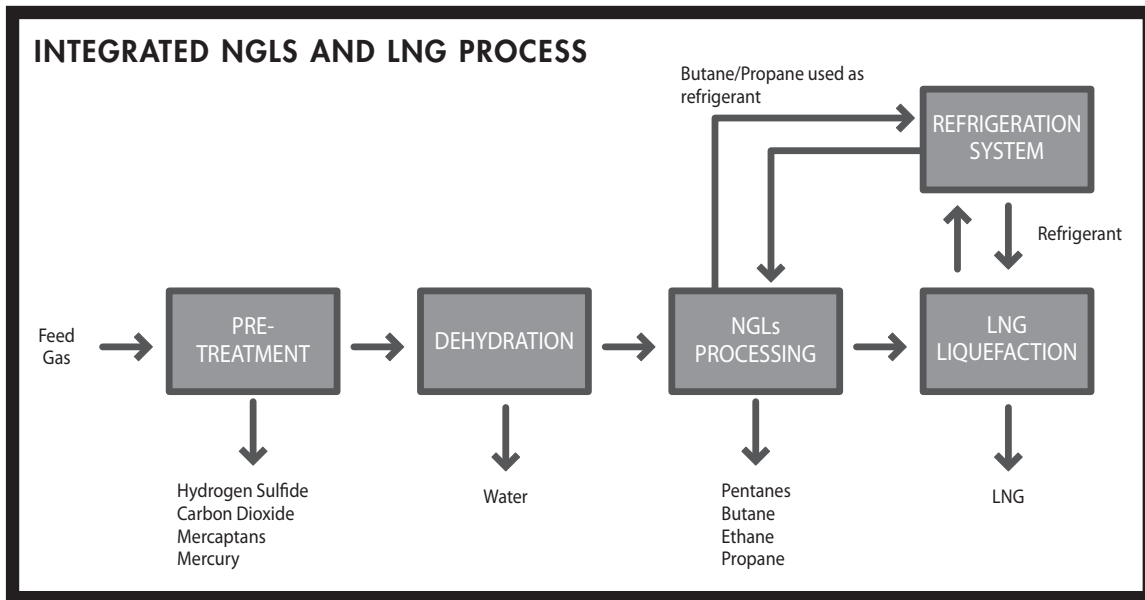 INTEGRATED NGLS AND LNG PROCESS
Butane/Propane used as
refrigerant
REFRIGERATION
SYSTEM
Refrigerant
Feed
Gas
PRE-
TREATMENT
DEHYDRATION
NGLs
PROCESSING
LNG
LIQUEFACTION
Hydrogen Sulfide
Carbon Dioxide
Mercaptans
Mercury
Water
Pentanes
Butane
Ethane
Propane
LNG